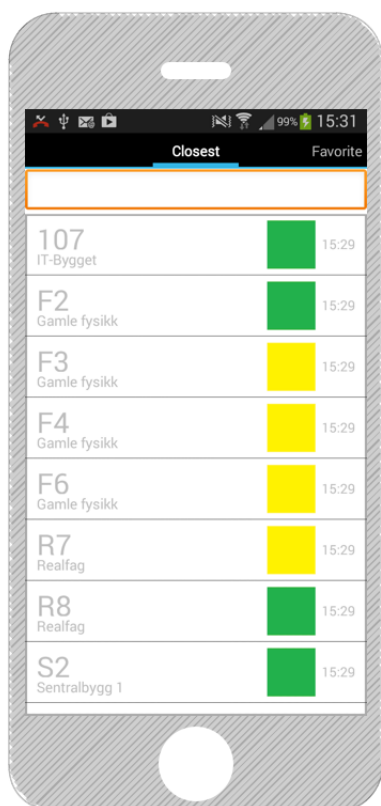 99% 15:31
Closest Favorite
107
IT-Bygget
15:29
F2
Gamle fysikk
15:29
F3
Gamle fysikk
15:29
F4
Gamle fysikk
15:29
F6
Gamle fysikk
15:29
R7
Realfag
15:29
R8
Realfag
15:29
S2
Sentralbygg 1
15:29